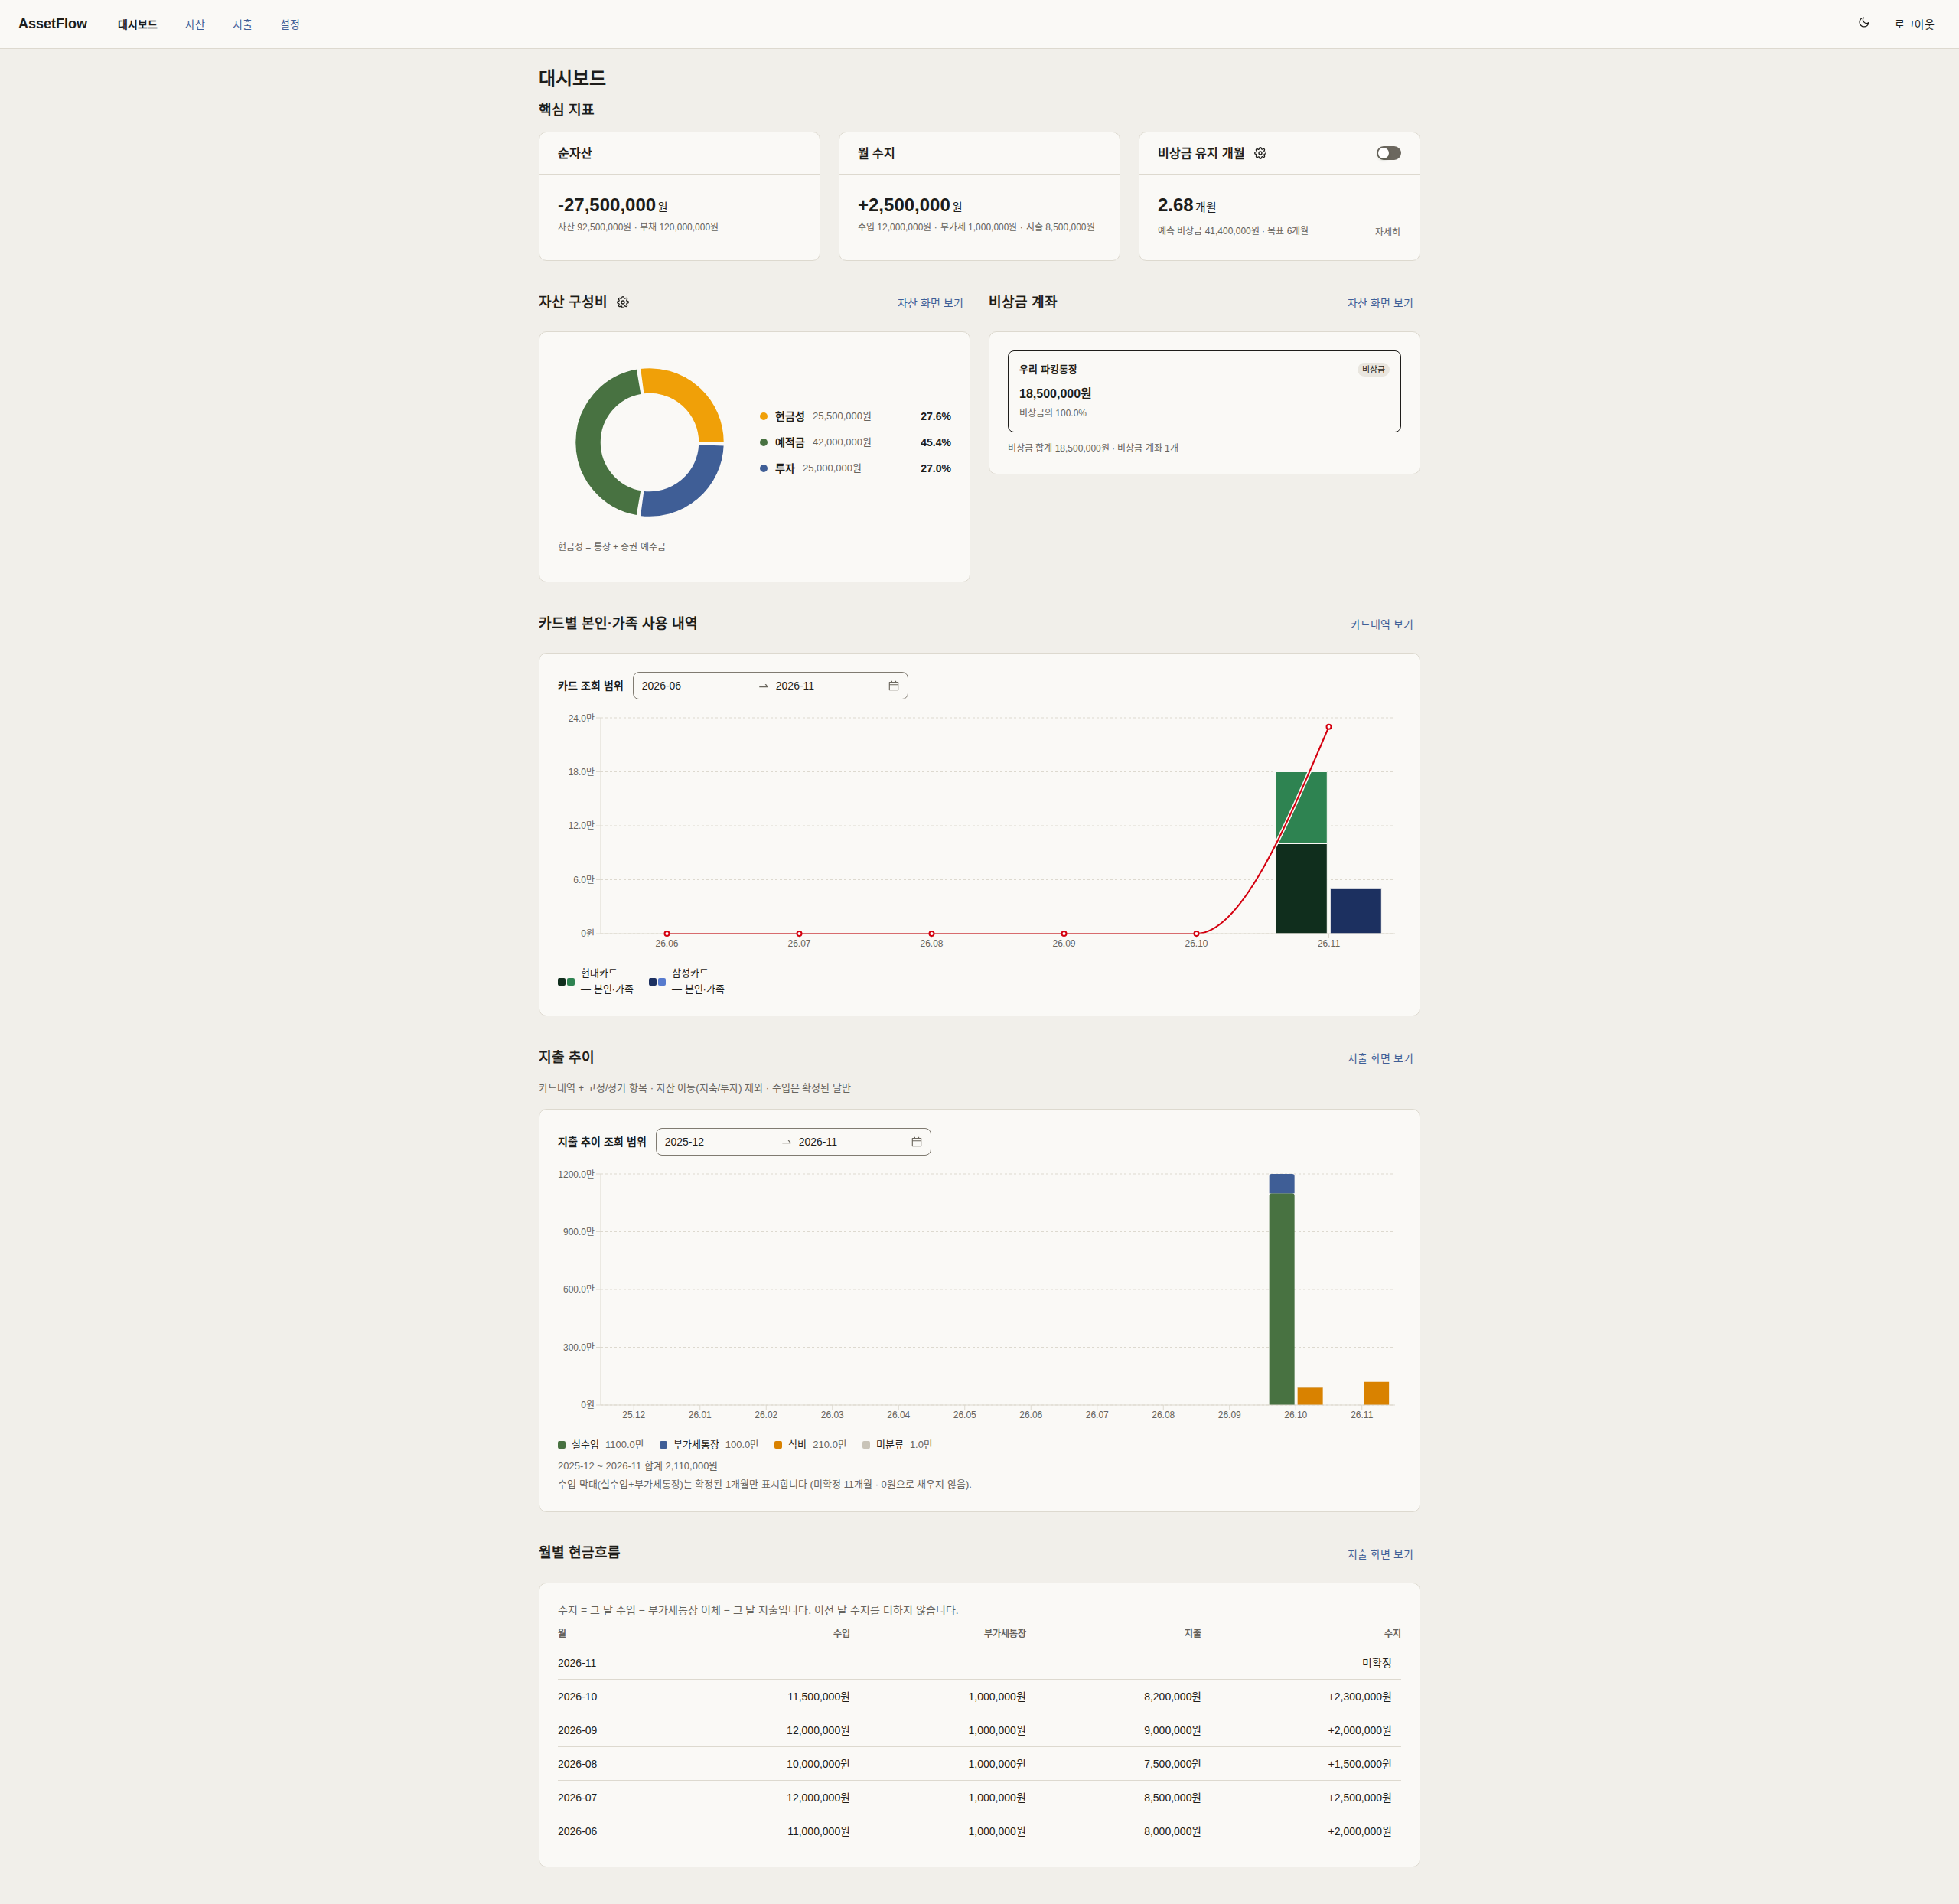 AssetFlow 대시보드 자산 지출 설정 로그아웃
대시보드
핵심 지표
순자산
-27,500,000원
자산 92,500,000원 · 부채 120,000,000원
월 수지
+2,500,000원
수입 12,000,000원 · 부가세 1,000,000원 · 지출 8,500,000원
비상금 유지 개월
2.68개월
예측 비상금 41,400,000원 · 목표 6개월 자세히
자산 구성비 자산 화면 보기
현금성 25,500,000원 27.6%
예적금 42,000,000원 45.4%
투자 25,000,000원 27.0%
현금성 = 통장 + 증권 예수금
비상금 계좌 자산 화면 보기
우리 파킹통장 비상금
18,500,000원
비상금의 100.0%
비상금 합계 18,500,000원 · 비상금 계좌 1개
카드별 본인·가족 사용 내역 카드내역 보기
카드 조회 범위 2026-06 2026-11
24.0만
18.0만
12.0만
6.0만
0원
26.06 26.07 26.08 26.09 26.10 26.11
현대카드
— 본인·가족
삼성카드
— 본인·가족
지출 추이 지출 화면 보기
카드내역 + 고정/정기 항목 · 자산 이동(저축/투자) 제외 · 수입은 확정된 달만
지출 추이 조회 범위 2025-12 2026-11
1200.0만
900.0만
600.0만
300.0만
0원
25.12 26.01 26.02 26.03 26.04 26.05 26.06 26.07 26.08 26.09 26.10 26.11
실수입 1100.0만 부가세통장 100.0만 식비 210.0만 미분류 1.0만
2025-12 ~ 2026-11 합계 2,110,000원
수입 막대(실수입+부가세통장)는 확정된 1개월만 표시합니다 (미확정 11개월 · 0원으로 채우지 않음).
월별 현금흐름 지출 화면 보기
수지 = 그 달 수입 − 부가세통장 이체 − 그 달 지출입니다. 이전 달 수지를 더하지 않습니다.
월 수입 부가세통장 지출 수지
2026-11 — — — 미확정
2026-10 11,500,000원 1,000,000원 8,200,000원 +2,300,000원
2026-09 12,000,000원 1,000,000원 9,000,000원 +2,000,000원
2026-08 10,000,000원 1,000,000원 7,500,000원 +1,500,000원
2026-07 12,000,000원 1,000,000원 8,500,000원 +2,500,000원
2026-06 11,000,000원 1,000,000원 8,000,000원 +2,000,000원